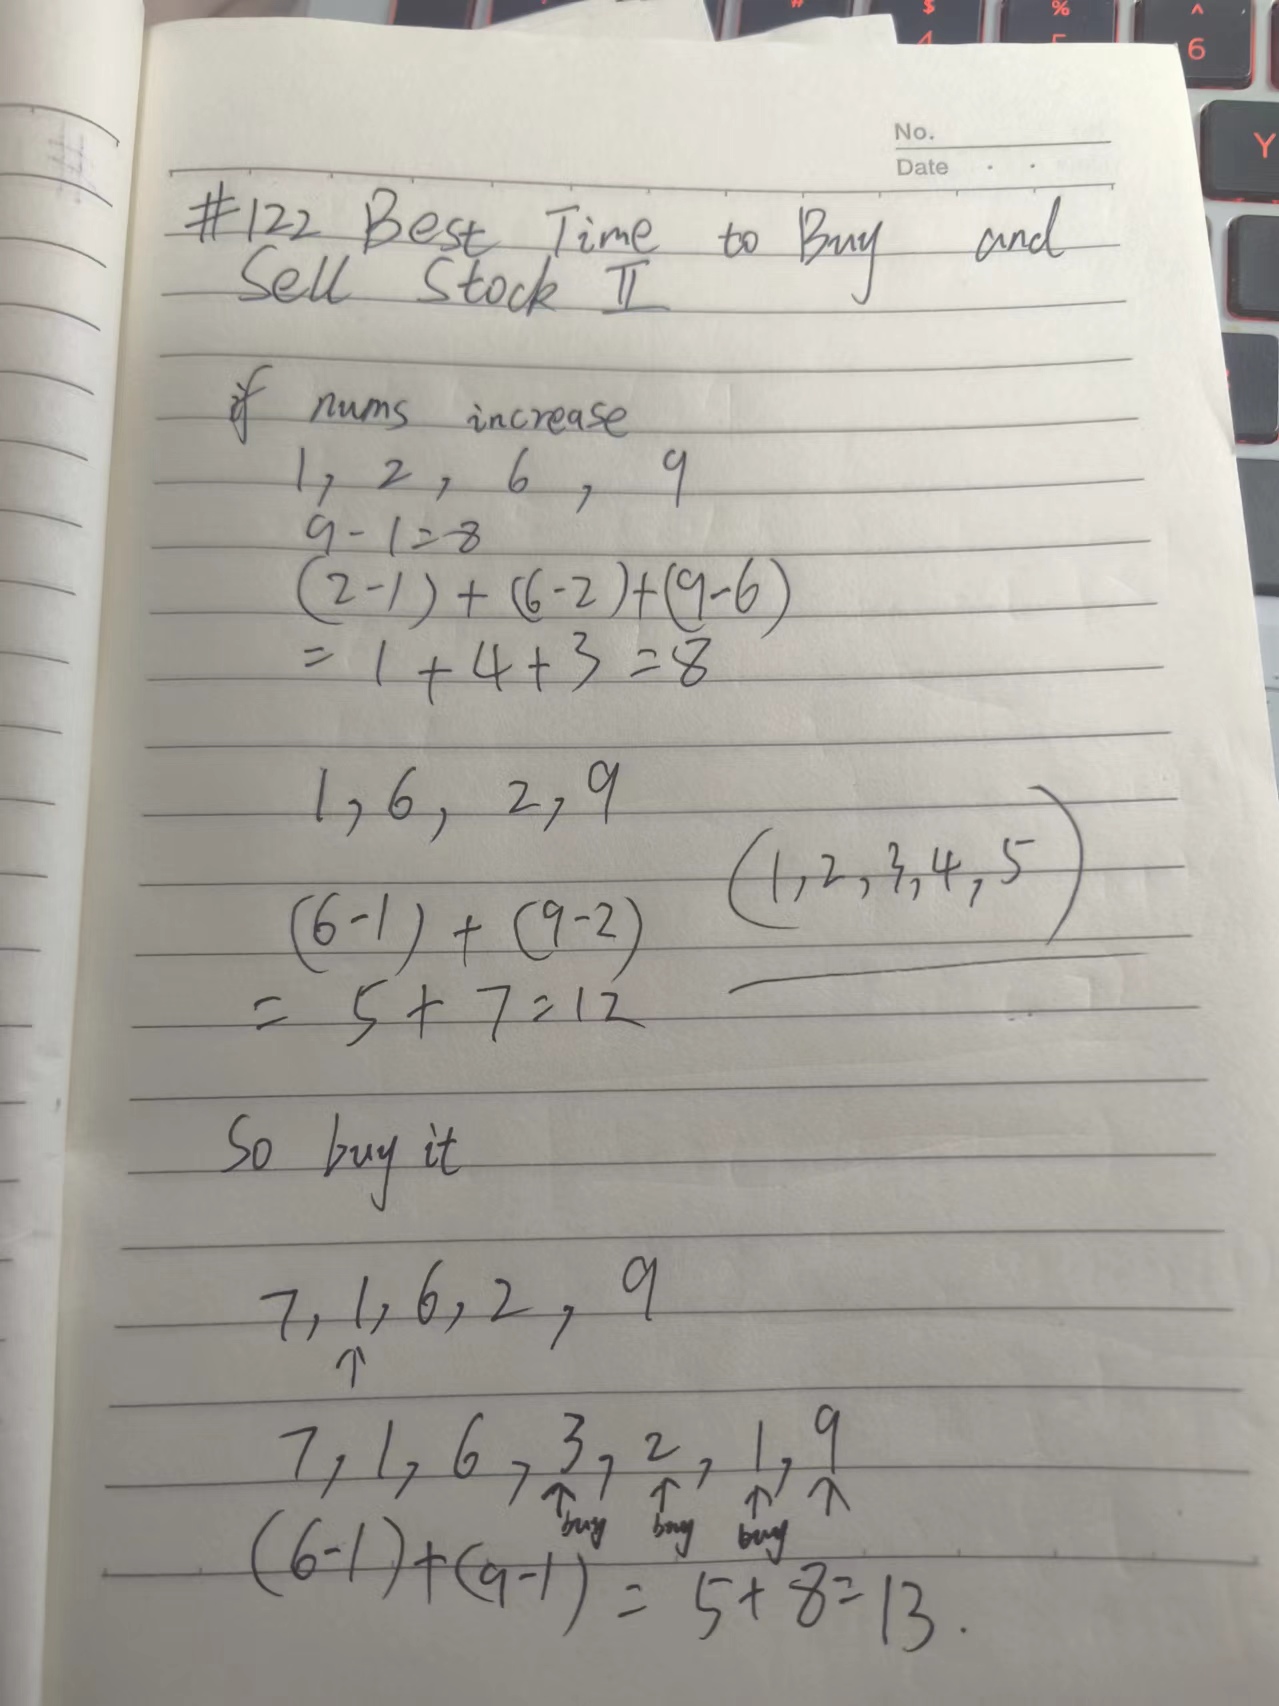 $ % ^
4 5 6
Y
No.
Date . .
#122 Best Time to Buy and
Sell Stock II
if nums increase
1, 2, 6, 9
9-1=8
(2-1)+(6-2)+(9-6)
= 1+4+3=8
1, 6, 2, 9
(1, 2, 3, 4, 5)
(6-1)+(9-2)
= 5+7=12
So buy it
7, 1, 6, 2, 9
↑
7, 1, 6, 3, 2, 1, 9
↑ ↑ ↑ ↑
buy buy buy
(6-1)+(9-1) = 5+8=13.